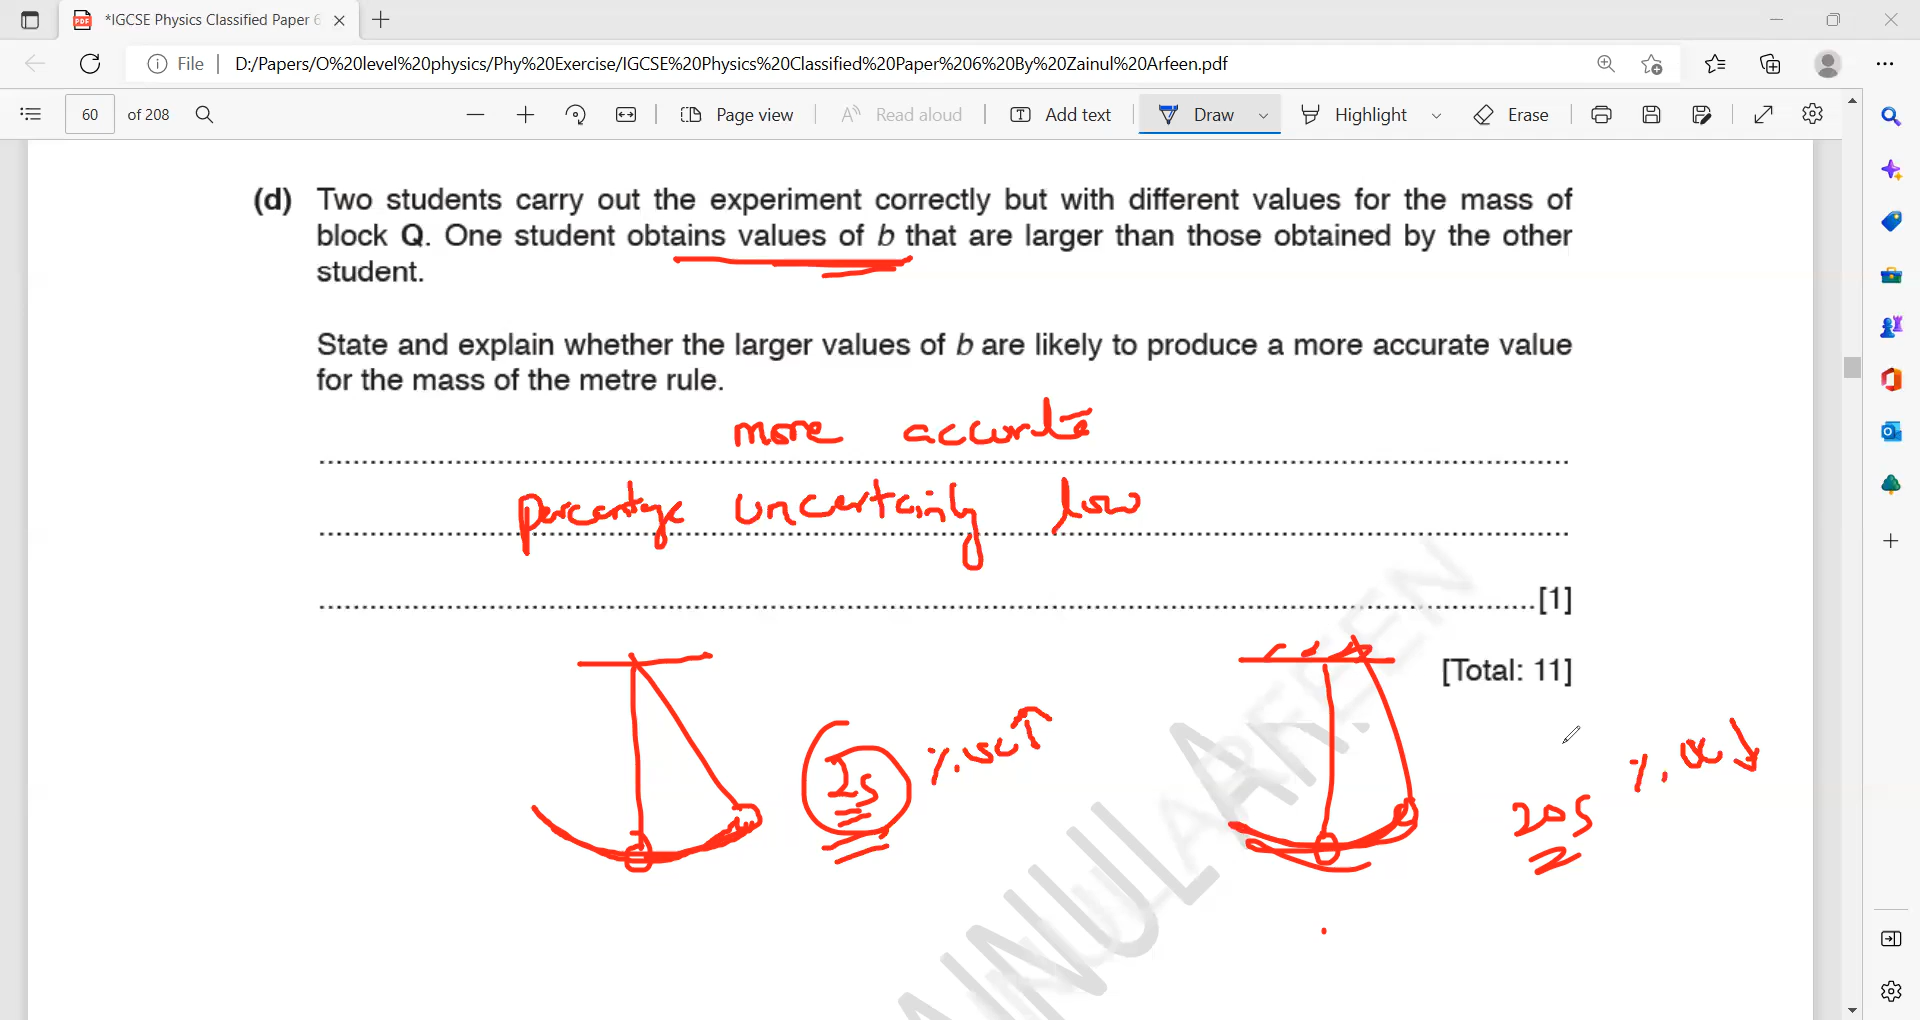 *IGCSE Physics Classified Paper 6
File
D:/Papers/O%20level%20physics/Phy%20Exercise/IGCSE%20Physics%20Classified%20Paper%206%20By%20Zainul%20Arfeen.pdf
60 of 208
Page view
Read aloud
Add text
Draw
Highlight
Erase
(d) Two students carry out the experiment correctly but with different values for the mass of
block Q. One student obtains values of b that are larger than those obtained by the other
student.
State and explain whether the larger values of b are likely to produce a more accurate value
for the mass of the metre rule.
more accurate
percentage uncertainty low
[1]
[Total: 11]
2s
20s
AINULARFEEN